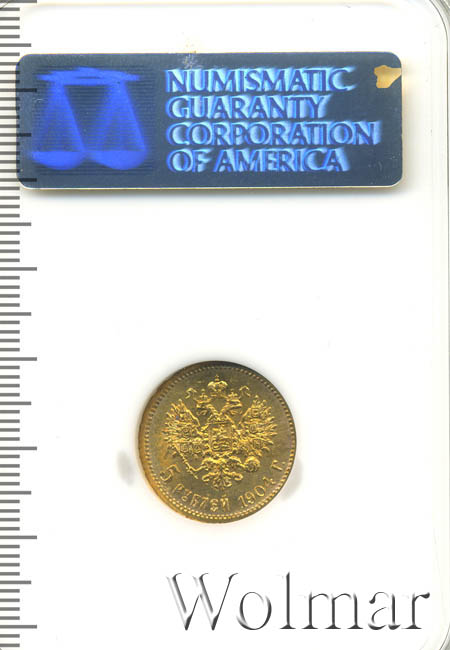 NUMISMATIC
GUARANTY
CORPORATION
OF AMERICA
5 РУБЛЕЙ 1904 Г.
Wolmar